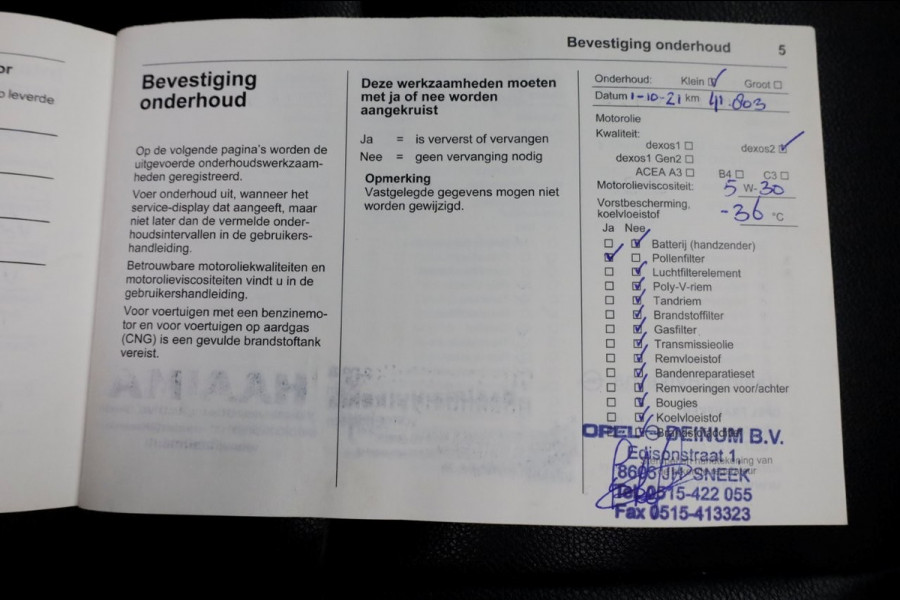 or
o leverde
Bevestiging onderhoud 5
Bevestiging
onderhoud
Op de volgende pagina's worden de
uitgevoerde onderhoudswerkzaam-
heden geregistreerd.
Voer onderhoud uit, wanneer het
service-display dat aangeeft, maar
niet later dan de vermelde onder-
houdsintervallen in de gebruikers-
handleiding.
Betrouwbare motoroliekwaliteiten en
motorolieviscositeiten vindt u in de
gebruikershandleiding.
Voor voertuigen met een benzinemo-
tor en voor voertuigen op aardgas
(CNG) is een gevulde brandstoftank
vereist.
Deze werkzaamheden moeten
met ja of nee worden
aangekruist
Ja = is ververst of vervangen
Nee = geen vervanging nodig
Opmerking
Vastgelegde gegevens mogen niet
worden gewijzigd.
Onderhoud: Klein ☑ Groot ☐
Datum 1-10-21 km 41.803
Motorolie
Kwaliteit:
dexos1 ☐ dexos2 ☑
dexos1 Gen2 ☐
ACEA A3 ☐ B4 ☐ C3 ☐
Motorolieviscositeit: 5 W-30
Vorstbescherming,
koelvloeistof -36 °C
Ja Nee
☐ ☑ Batterij (handzender)
☑ ☐ Pollenfilter
☐ ☑ Luchtfilterelement
☐ ☑ Poly-V-riem
☐ ☑ Tandriem
☐ ☑ Brandstoffilter
☐ ☑ Gasfilter
☐ ☑ Transmissieolie
☐ ☑ Remvloeistof
☐ ☑ Bandenreparatieset
☐ ☑ Remvoeringen voor/achter
☐ ☑ Bougies
☐ ☑ Koelvloeistof
OPEL DEINUM B.V.
Edisonstraat 1
8606 JH SNEEK
Tel. 0515-422 055
Fax 0515-413323